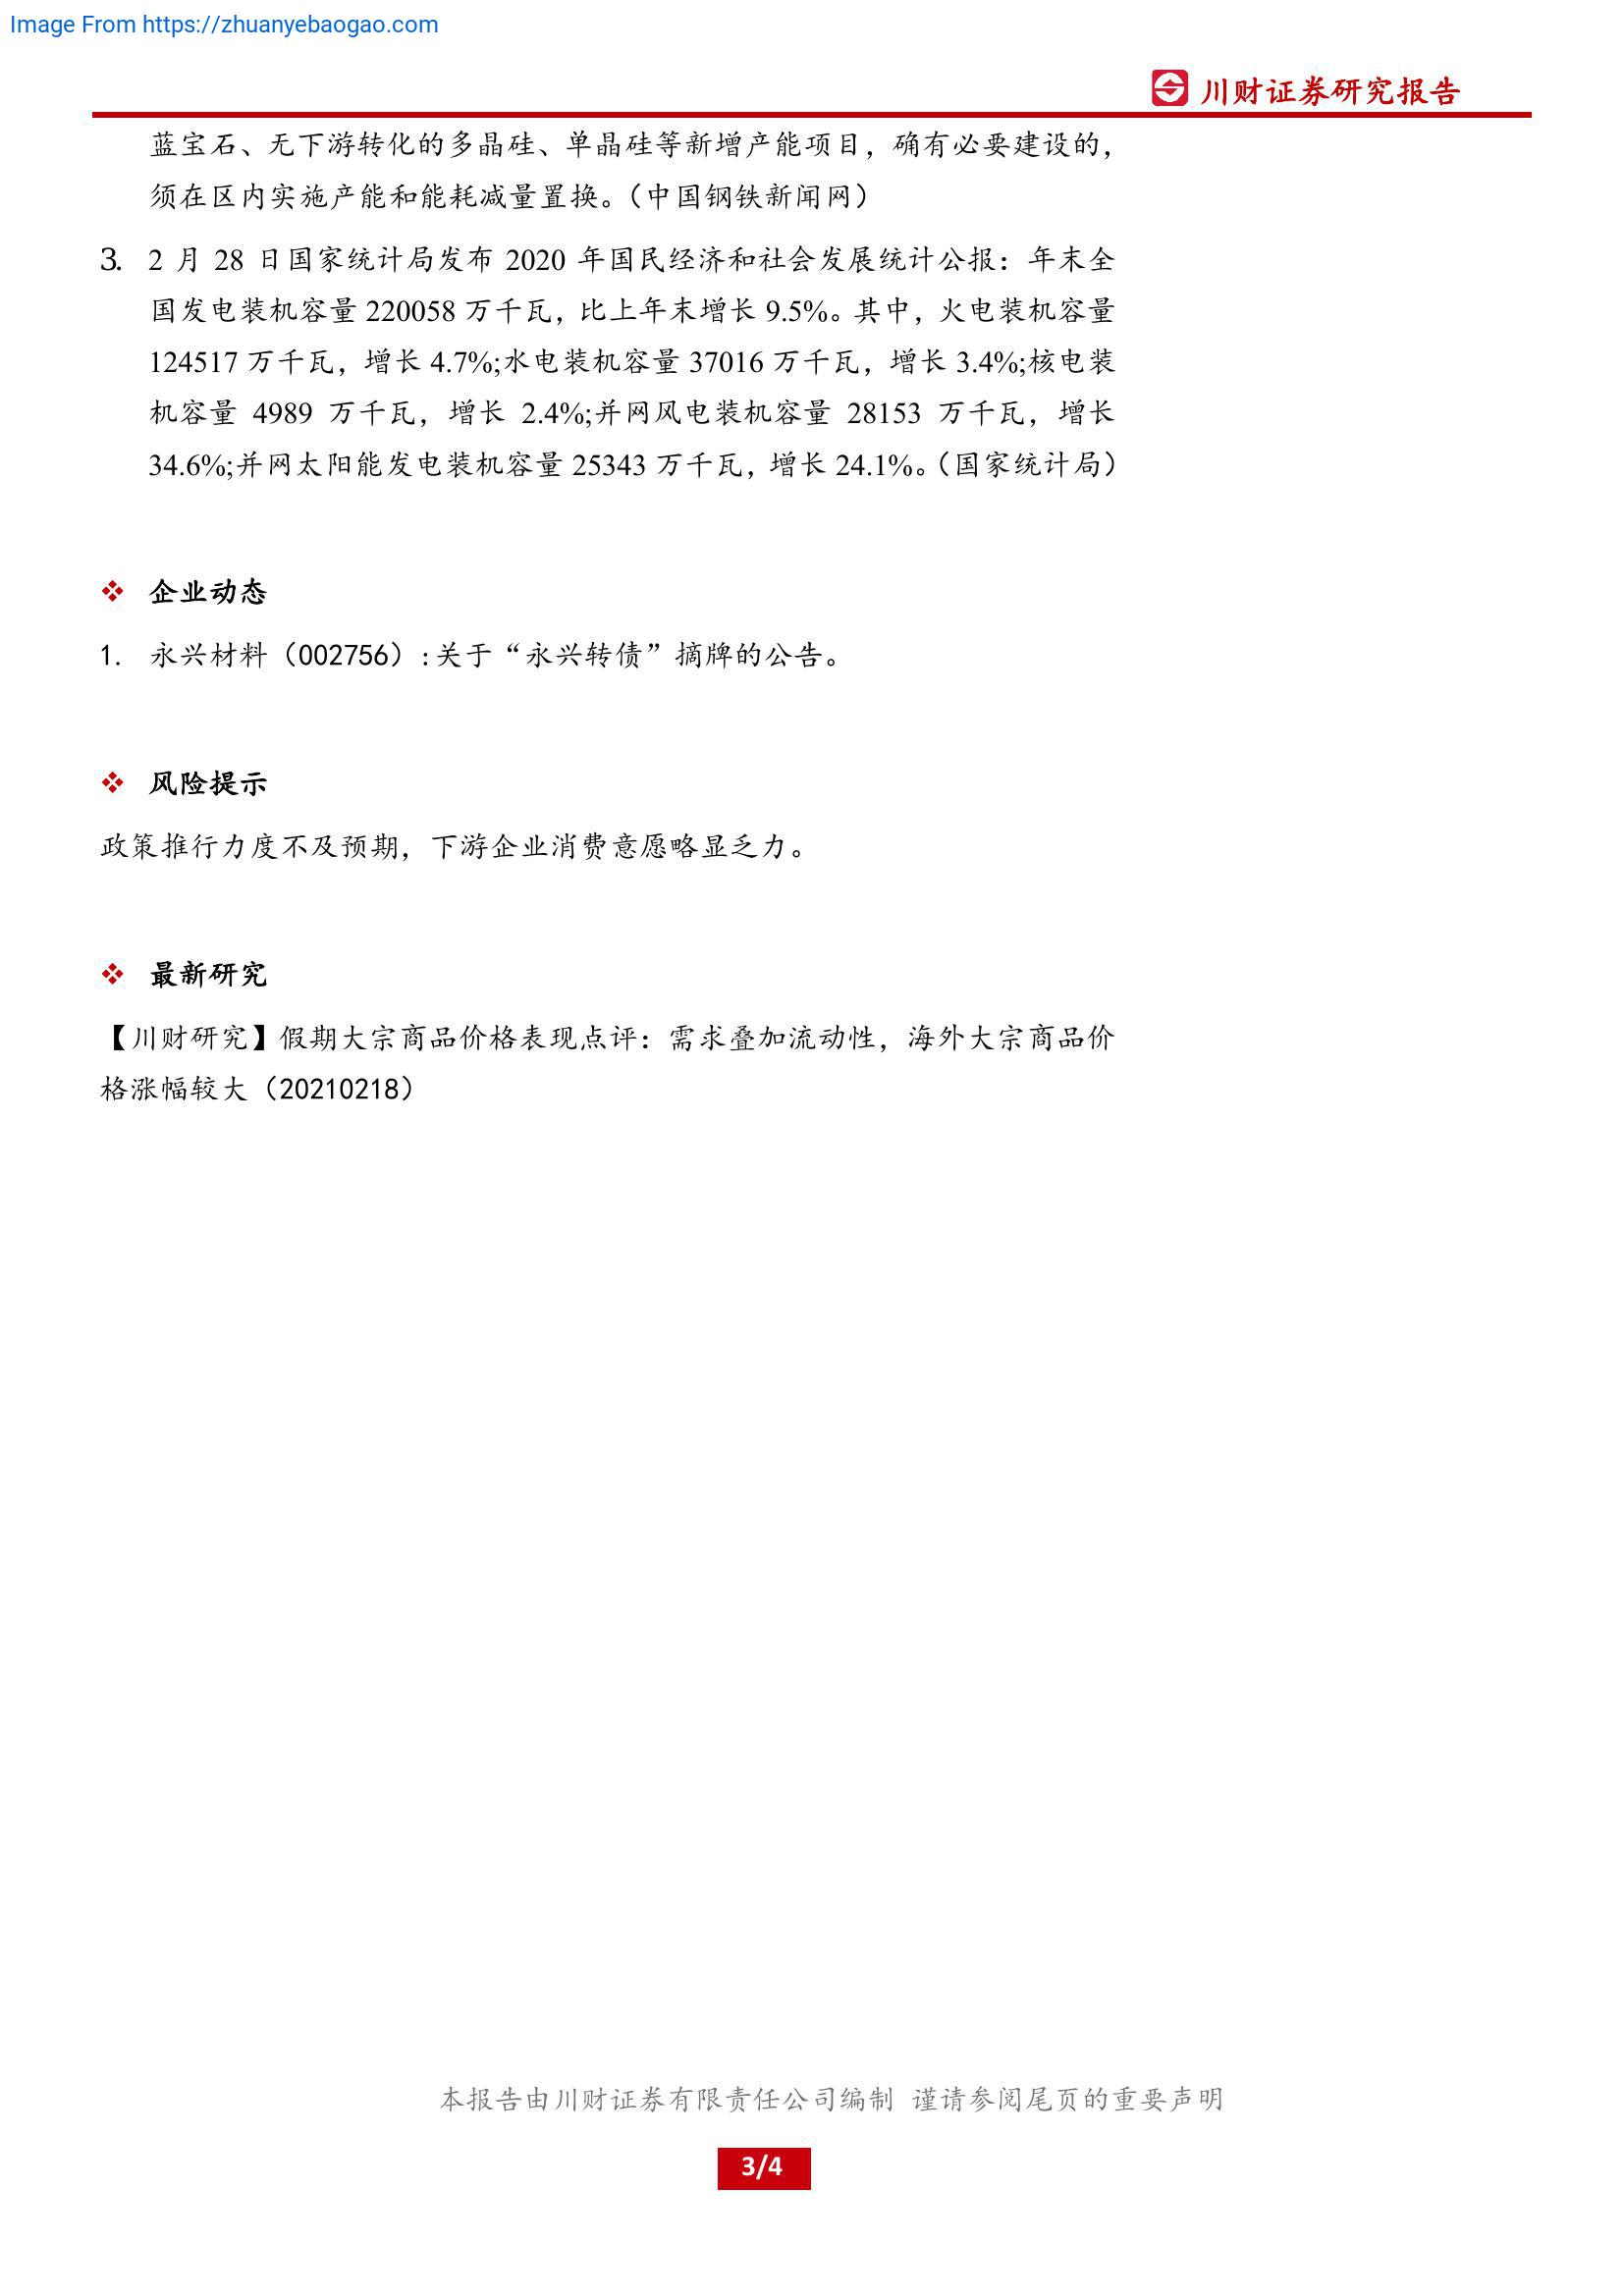 Image From https://zhuanyebaogao.com
川财证券研究报告
蓝宝石、无下游转化的多晶硅、单晶硅等新增产能项目，确有必要建设的，
须在区内实施产能和能耗减量置换。（中国钢铁新闻网）
3. 2 月 28 日国家统计局发布 2020 年国民经济和社会发展统计公报：年末全
国发电装机容量 220058 万千瓦，比上年末增长 9.5%。其中，火电装机容量
124517 万千瓦，增长 4.7%;水电装机容量 37016 万千瓦，增长 3.4%;核电装
机容量 4989 万千瓦，增长 2.4%;并网风电装机容量 28153 万千瓦，增长
34.6%;并网太阳能发电装机容量 25343 万千瓦，增长 24.1%。（国家统计局）
❖ 企业动态
1. 永兴材料（002756）:关于“永兴转债”摘牌的公告。
❖ 风险提示
政策推行力度不及预期，下游企业消费意愿略显乏力。
❖ 最新研究
【川财研究】假期大宗商品价格表现点评：需求叠加流动性，海外大宗商品价
格涨幅较大（20210218）
本报告由川财证券有限责任公司编制 谨请参阅尾页的重要声明
3/4